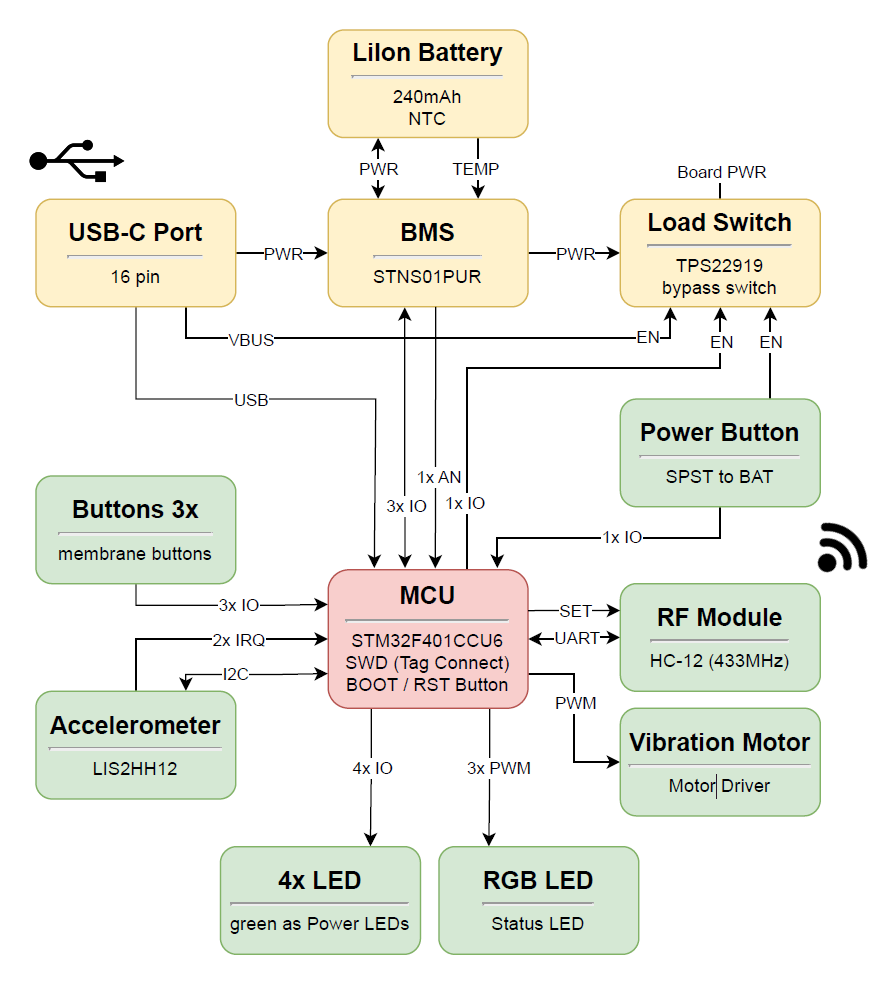 LiIon Battery
240mAh
NTC
PWR
TEMP
Board PWR
USB-C Port
16 pin
PWR
BMS
STNS01PUR
PWR
Load Switch
TPS22919
bypass switch
VBUS
EN
EN
EN
USB
Power Button
SPST to BAT
1x AN
3x IO
1x IO
1x IO
Buttons 3x
membrane buttons
3x IO
2x IRQ
I2C
MCU
STM32F401CCU6
SWD (Tag Connect)
BOOT / RST Button
SET
UART
PWM
RF Module
HC-12 (433MHz)
Accelerometer
LIS2HH12
Vibration Motor
Motor Driver
4x IO
3x PWM
4x LED
green as Power LEDs
RGB LED
Status LED